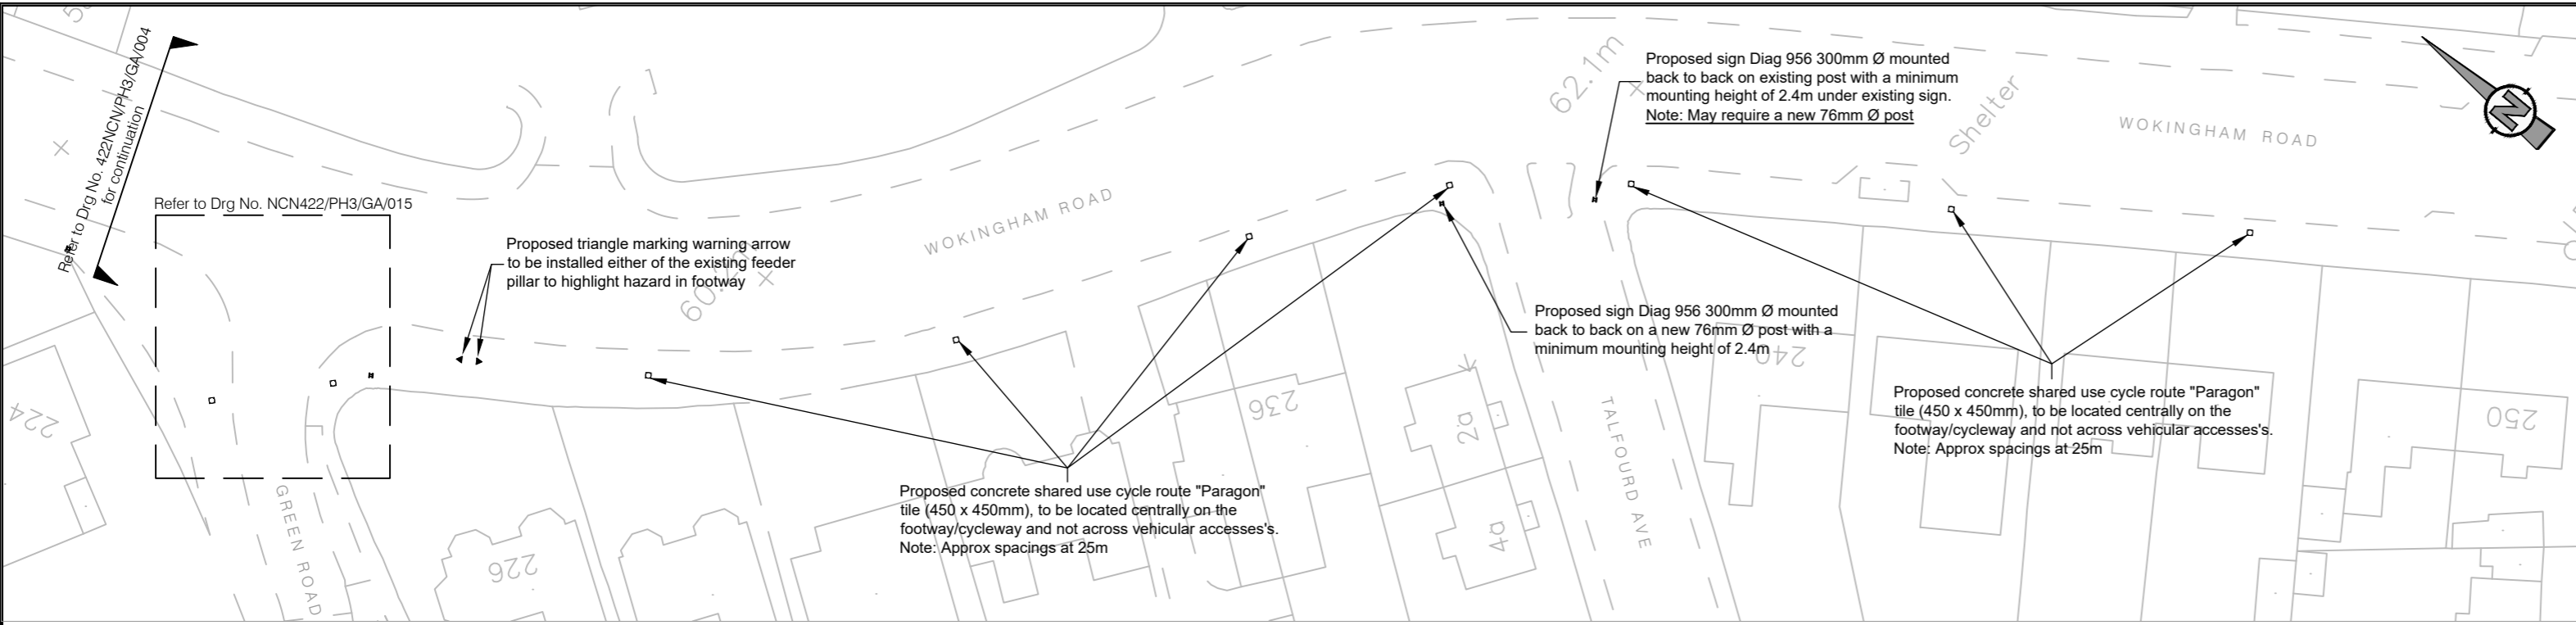 Refer to Drg No. 422NCN/PH3/GA/004
for continuation
Refer to Drg No. NCN422/PH3/GA/015
Proposed triangle marking warning arrow
to be installed either of the existing feeder
pillar to highlight hazard in footway
WOKINGHAM ROAD
Proposed sign Diag 956 300mm Ø mounted
back to back on existing post with a minimum
mounting height of 2.4m under existing sign.
Note: May require a new 76mm Ø post
62.1m
Shelter
WOKINGHAM ROAD
N
Proposed sign Diag 956 300mm Ø mounted
back to back on a new 76mm Ø post with a
minimum mounting height of 2.4m
Proposed concrete shared use cycle route "Paragon"
tile (450 x 450mm), to be located centrally on the
footway/cycleway and not across vehicular accesses's.
Note: Approx spacings at 25m
Proposed concrete shared use cycle route "Paragon"
tile (450 x 450mm), to be located centrally on the
footway/cycleway and not across vehicular accesses's.
Note: Approx spacings at 25m
224
GREEN ROAD
226
236
2a
4a
TALFOURD AVE
240
250